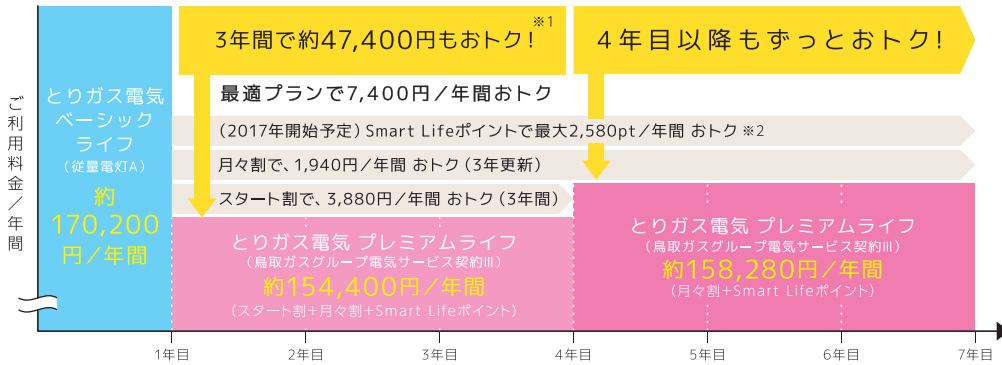 3年間で約47,400円もおトク！※1
4年目以降もずっとおトク！
ご利用料金／年間
とりガス電気
ベーシック
ライフ
（従量電灯A）
約
170,200
円／年間
最適プランで7,400円／年間おトク
（2017年開始予定）Smart Lifeポイントで最大2,580pt／年間 おトク ※2
月々割で、1,940円／年間 おトク（3年更新）
スタート割で、3,880円／年間 おトク（3年間）
とりガス電気 プレミアムライフ
（鳥取ガスグループ電気サービス契約Ⅲ）
約154,400円／年間
（スタート割+月々割+Smart Lifeポイント）
とりガス電気 プレミアムライフ
（鳥取ガスグループ電気サービス契約Ⅲ）
約158,280円／年間
（月々割+Smart Lifeポイント）
1年目
2年目
3年目
4年目
5年目
6年目
7年目